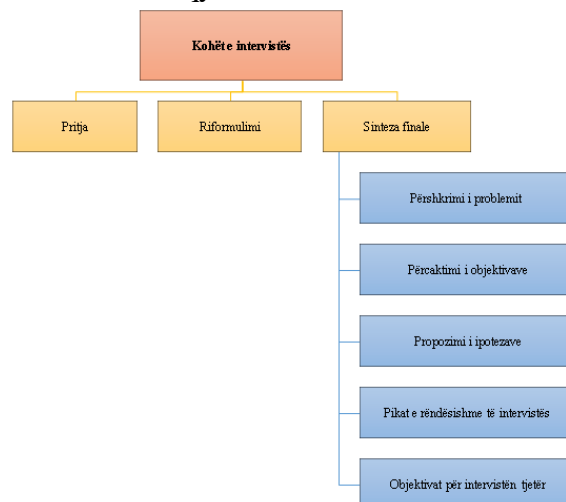 Kohët e intervistës
Pritja
Riformulimi
Sinteza finale
Përshkrimi i problemit
Përcaktimi i objektivave
Propozimi i ipotezave
Pikat e rëndësishme të intervistës
Objektivat për intervistën tjetër